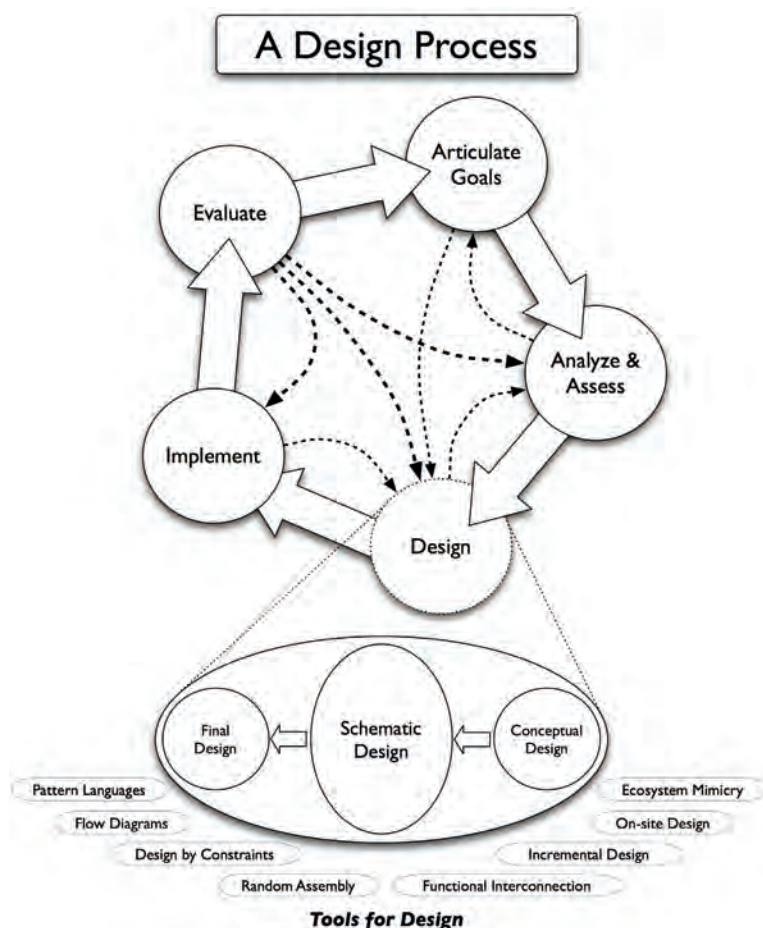 A Design Process
Articulate
Goals
Evaluate
Analyze &
Assess
Implement
Design
Final
Design
Schematic
Design
Conceptual
Design
Pattern Languages
Ecosystem Mimicry
Flow Diagrams
On-site Design
Design by Constraints
Incremental Design
Random Assembly
Functional Interconnection
Tools for Design